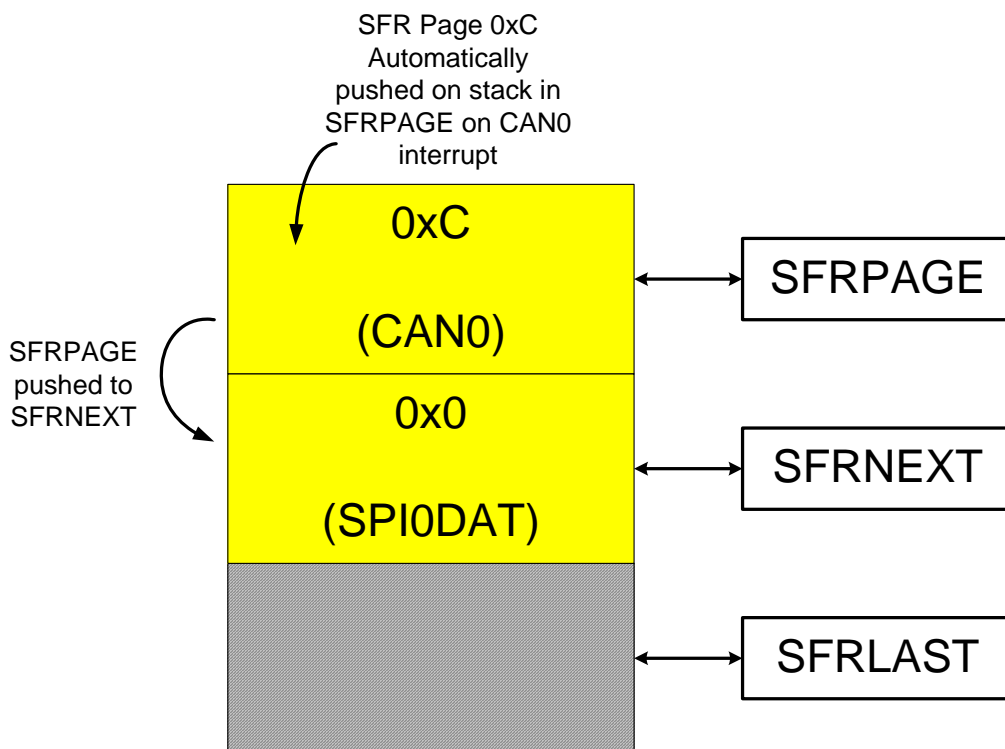 SFR Page 0xC
Automatically
pushed on stack in
SFRPAGE on CAN0
interrupt
0xC
(CAN0)
SFRPAGE
SFRPAGE
pushed to
SFRNEXT
0x0
(SPI0DAT)
SFRNEXT
SFRLAST